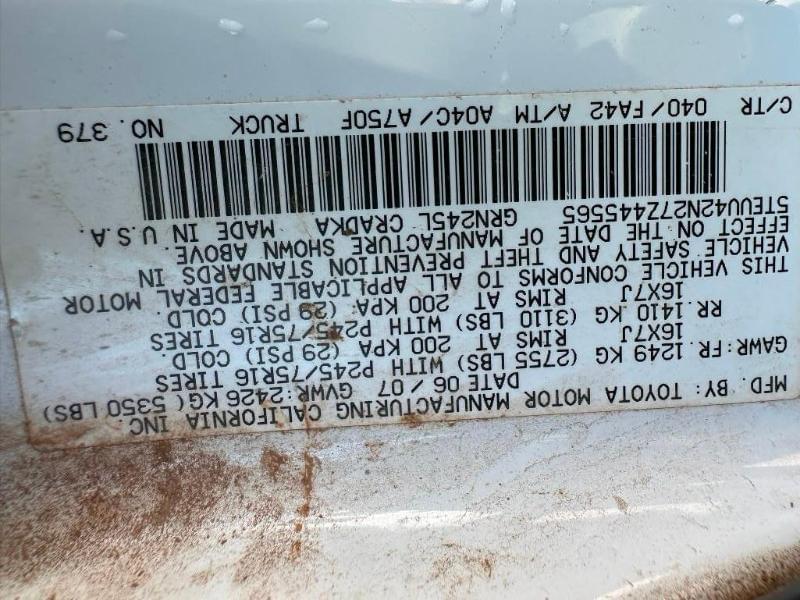 MFD. BY: TOYOTA MOTOR MANUFACTURING CALIFORNIA INC.
DATE 06/07 GVWR: 2426 KG (5350 LBS)
GAWR: FR. 1249 KG (2755 LBS) WITH P245/75R16 TIRES
16X7J RIMS AT 200 KPA (29 PSI) COLD.
RR. 1410 KG (3110 LBS) WITH P245/75R16 TIRES
16X7J RIMS AT 200 KPA. (29 PSI) COLD
THIS VEHICLE CONFORMS TO ALL APPLICABLE FEDERAL MOTOR
VEHICLE SAFETY AND THEFT PREVENTION STANDARDS IN
EFFECT ON THE DATE OF MANUFACTURE SHOWN ABOVE.
5TEUU42N27Z445565 GRN245L CRADKA MADE IN U.S.A.
C/TR 040/FA42 A/TM A04C/A750F TRUCK NO. 379